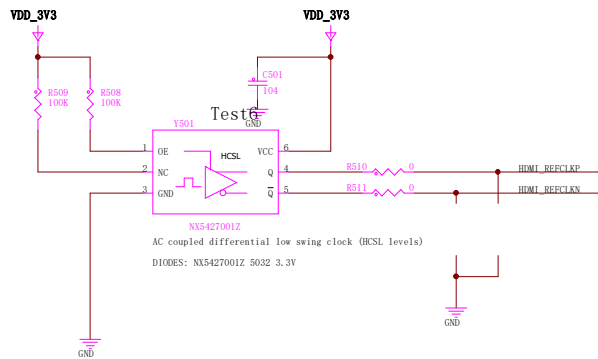 VDD_3V3
VDD_3V3
R509
100K
R508
100K
C501
104
GND
Test6
Y501
1
OE
HCSL
VCC
6
2
NC
Q
4
R510
0
HDMI_REFCLKP
3
GND
Q
5
R511
0
HDMI_REFCLKN
NX5427001Z
AC coupled differential low swing clock (HCSL levels)
DIODES: NX5427001Z 5032 3.3V
GND
GND